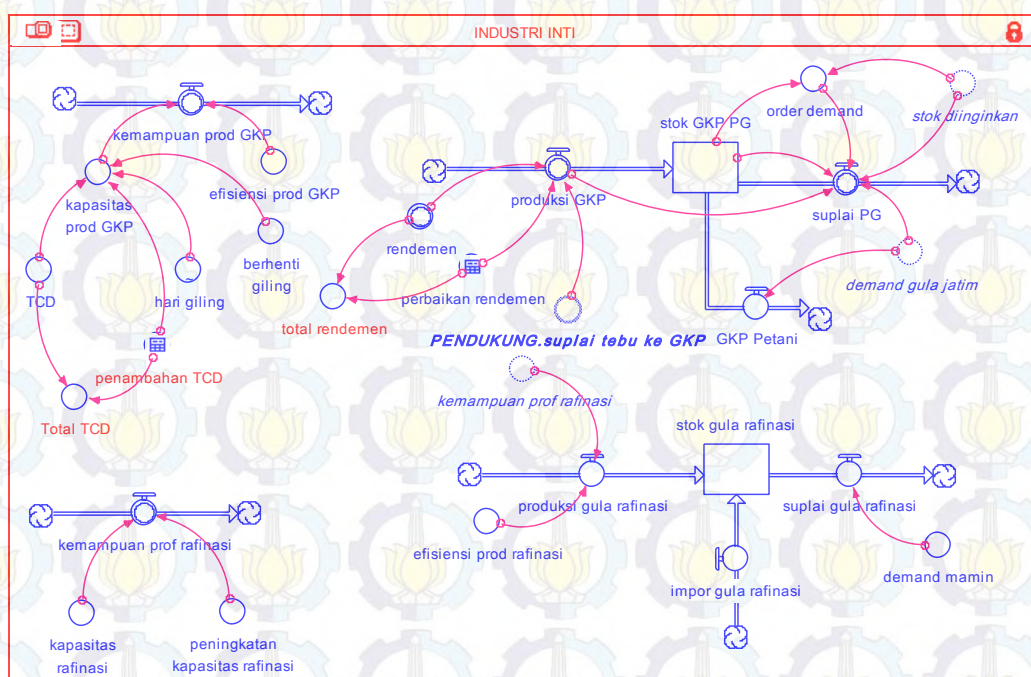 INDUSTRI INTI
kemampuan prod GKP
efisiensi prod GKP
kapasitas
prod GKP
berhenti
giling
TCD
hari giling
penambahan TCD
Total TCD
stok GKP PG
order demand
stok diinginkan
produksi GKP
suplai PG
rendemen
perbaikan rendemen
total rendemen
demand gula jatim
PENDUKUNG.suplai tebu ke GKP
GKP Petani
kemampuan prof rafinasi
stok gula rafinasi
produksi gula rafinasi
suplai gula rafinasi
efisiensi prod rafinasi
demand mamin
impor gula rafinasi
kemampuan prof rafinasi
kapasitas
rafinasi
peningkatan
kapasitas rafinasi